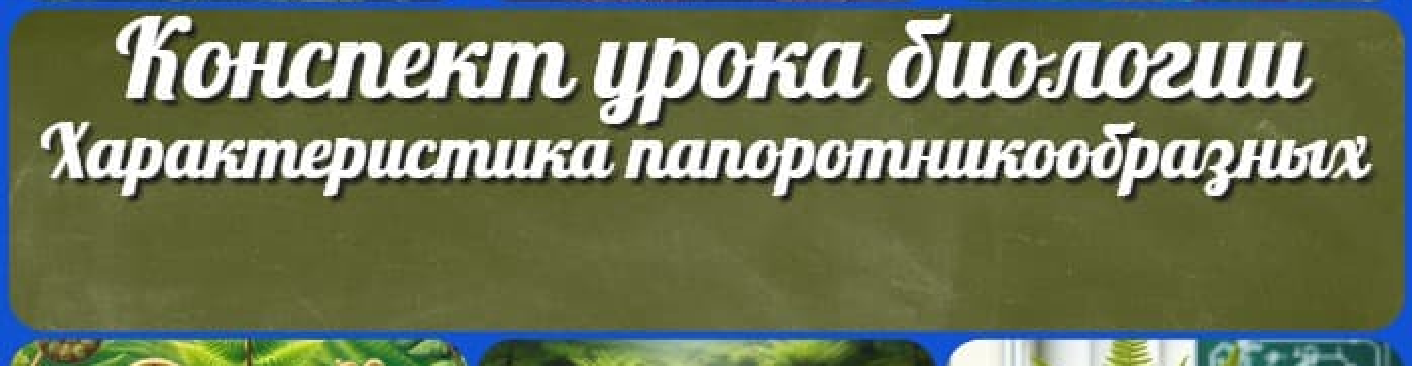 Конспект урока биологии
Характеристика папоротникообразных